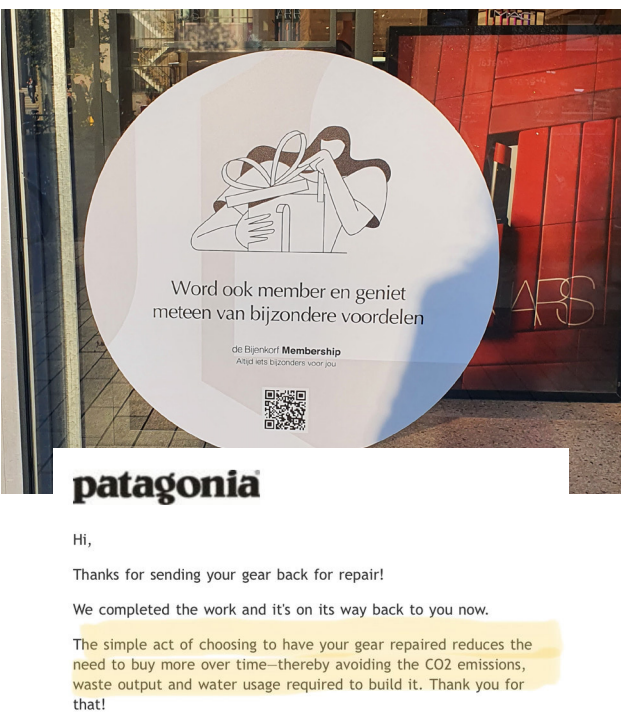 Word ook member en geniet
meteen van bijzondere voordelen
de Bijenkorf Membership
Altijd iets bijzonders voor jou
NARS
patagonia®
Hi,
Thanks for sending your gear back for repair!
We completed the work and it's on its way back to you now.
The simple act of choosing to have your gear repaired reduces the
need to buy more over time—thereby avoiding the CO2 emissions,
waste output and water usage required to build it. Thank you for
that!